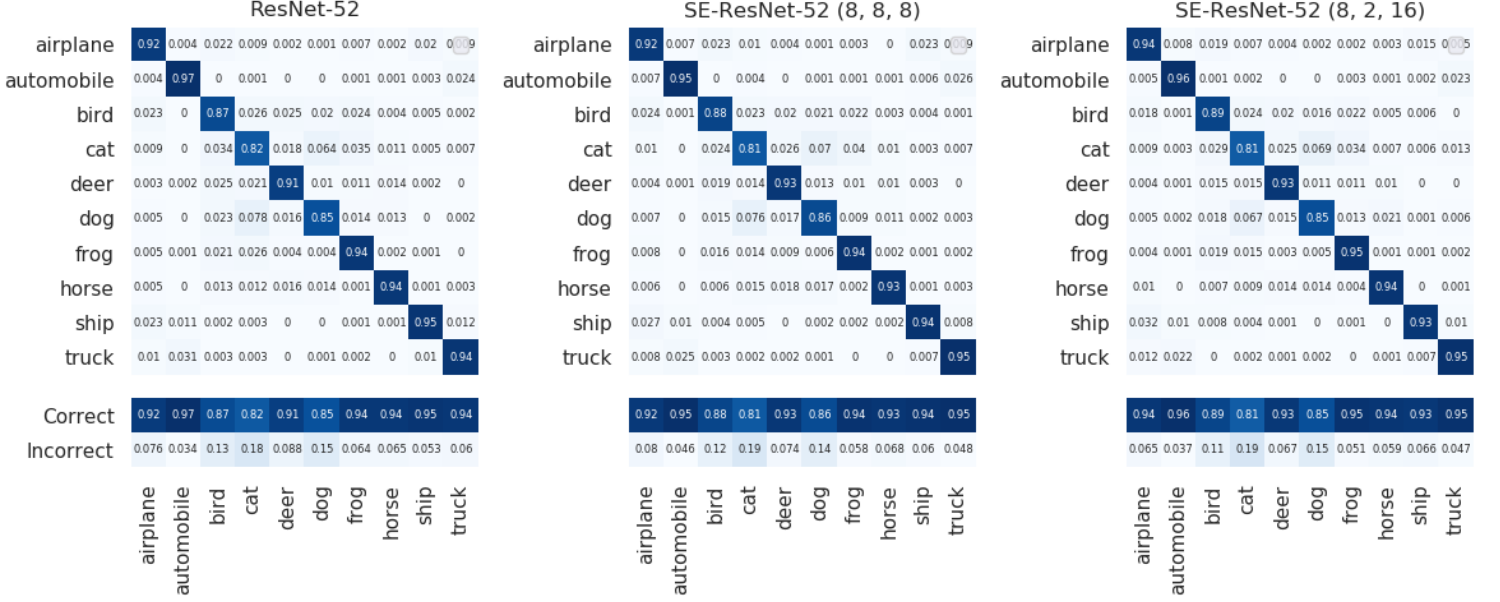 ResNet-52 SE-ResNet-52 (8, 8, 8) SE-ResNet-52 (8, 2, 16)
airplane 0.92 0.004 0.022 0.009 0.002 0.001 0.007 0.002 0.02 airplane 0.92 0.007 0.023 0.01 0.004 0.001 0.003 0 0.023 airplane 0.94 0.008 0.019 0.007 0.004 0.002 0.002 0.003 0.015
automobile 0.004 0.97 0 0.001 0 0 0.001 0.001 0.003 0.024 automobile 0.007 0.95 0 0.004 0 0.001 0.001 0.001 0.006 0.026 automobile 0.005 0.96 0.001 0.002 0 0 0.003 0.001 0.002 0.023
bird 0.023 0 0.87 0.026 0.025 0.02 0.024 0.004 0.005 0.002 bird 0.024 0.001 0.88 0.023 0.02 0.021 0.022 0.003 0.004 0.001 bird 0.018 0.001 0.89 0.024 0.02 0.016 0.022 0.005 0.006 0
cat 0.009 0 0.034 0.82 0.018 0.064 0.035 0.011 0.005 0.007 cat 0.01 0 0.024 0.81 0.026 0.07 0.04 0.01 0.003 0.007 cat 0.009 0.003 0.029 0.81 0.025 0.069 0.034 0.007 0.006 0.013
deer 0.003 0.002 0.025 0.021 0.91 0.01 0.011 0.014 0.002 0 deer 0.004 0.001 0.019 0.014 0.93 0.013 0.01 0.01 0.003 0 deer 0.004 0.001 0.015 0.015 0.93 0.011 0.011 0.01 0 0
dog 0.005 0 0.023 0.078 0.016 0.85 0.014 0.013 0 0.002 dog 0.007 0 0.015 0.076 0.017 0.86 0.009 0.011 0.002 0.003 dog 0.005 0.002 0.018 0.067 0.015 0.85 0.013 0.021 0.001 0.006
frog 0.005 0.001 0.021 0.026 0.004 0.004 0.94 0.002 0.001 0 frog 0.008 0 0.016 0.014 0.009 0.006 0.94 0.002 0.001 0.002 frog 0.004 0.001 0.019 0.015 0.003 0.005 0.95 0.001 0.001 0.002
horse 0.005 0 0.013 0.012 0.016 0.014 0.001 0.94 0.001 0.003 horse 0.006 0 0.006 0.015 0.018 0.017 0.002 0.93 0.001 0.003 horse 0.01 0 0.007 0.009 0.014 0.014 0.004 0.94 0 0.001
ship 0.023 0.011 0.002 0.003 0 0 0.001 0.001 0.95 0.012 ship 0.027 0.01 0.004 0.005 0 0.002 0.002 0.002 0.94 0.008 ship 0.032 0.01 0.008 0.004 0.001 0 0.001 0 0.93 0.01
truck 0.01 0.031 0.003 0.003 0 0.001 0.002 0 0.01 0.94 truck 0.008 0.025 0.003 0.002 0.002 0.001 0 0 0.007 0.95 truck 0.012 0.022 0 0.002 0.001 0.002 0 0.001 0.007 0.95
Correct 0.92 0.97 0.87 0.82 0.91 0.85 0.94 0.94 0.95 0.94 0.92 0.95 0.88 0.81 0.93 0.86 0.94 0.93 0.94 0.95 0.94 0.96 0.89 0.81 0.93 0.85 0.95 0.94 0.93 0.95
Incorrect 0.076 0.034 0.13 0.18 0.088 0.15 0.064 0.065 0.053 0.06 0.08 0.046 0.12 0.19 0.074 0.14 0.058 0.068 0.06 0.048 0.065 0.037 0.11 0.19 0.067 0.15 0.051 0.059 0.066 0.047
airplane automobile bird cat deer dog frog horse ship truck airplane automobile bird cat deer dog frog horse ship truck airplane automobile bird cat deer dog frog horse ship truck